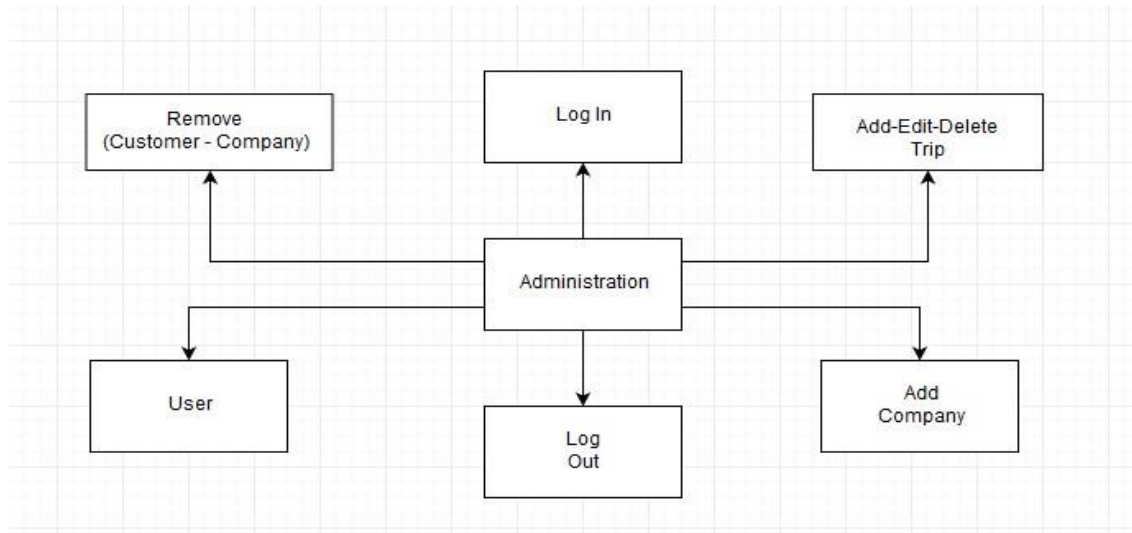 Remove
(Customer - Company)
Log In
Add-Edit-Delete
Trip
Administration
User
Log
Out
Add
Company